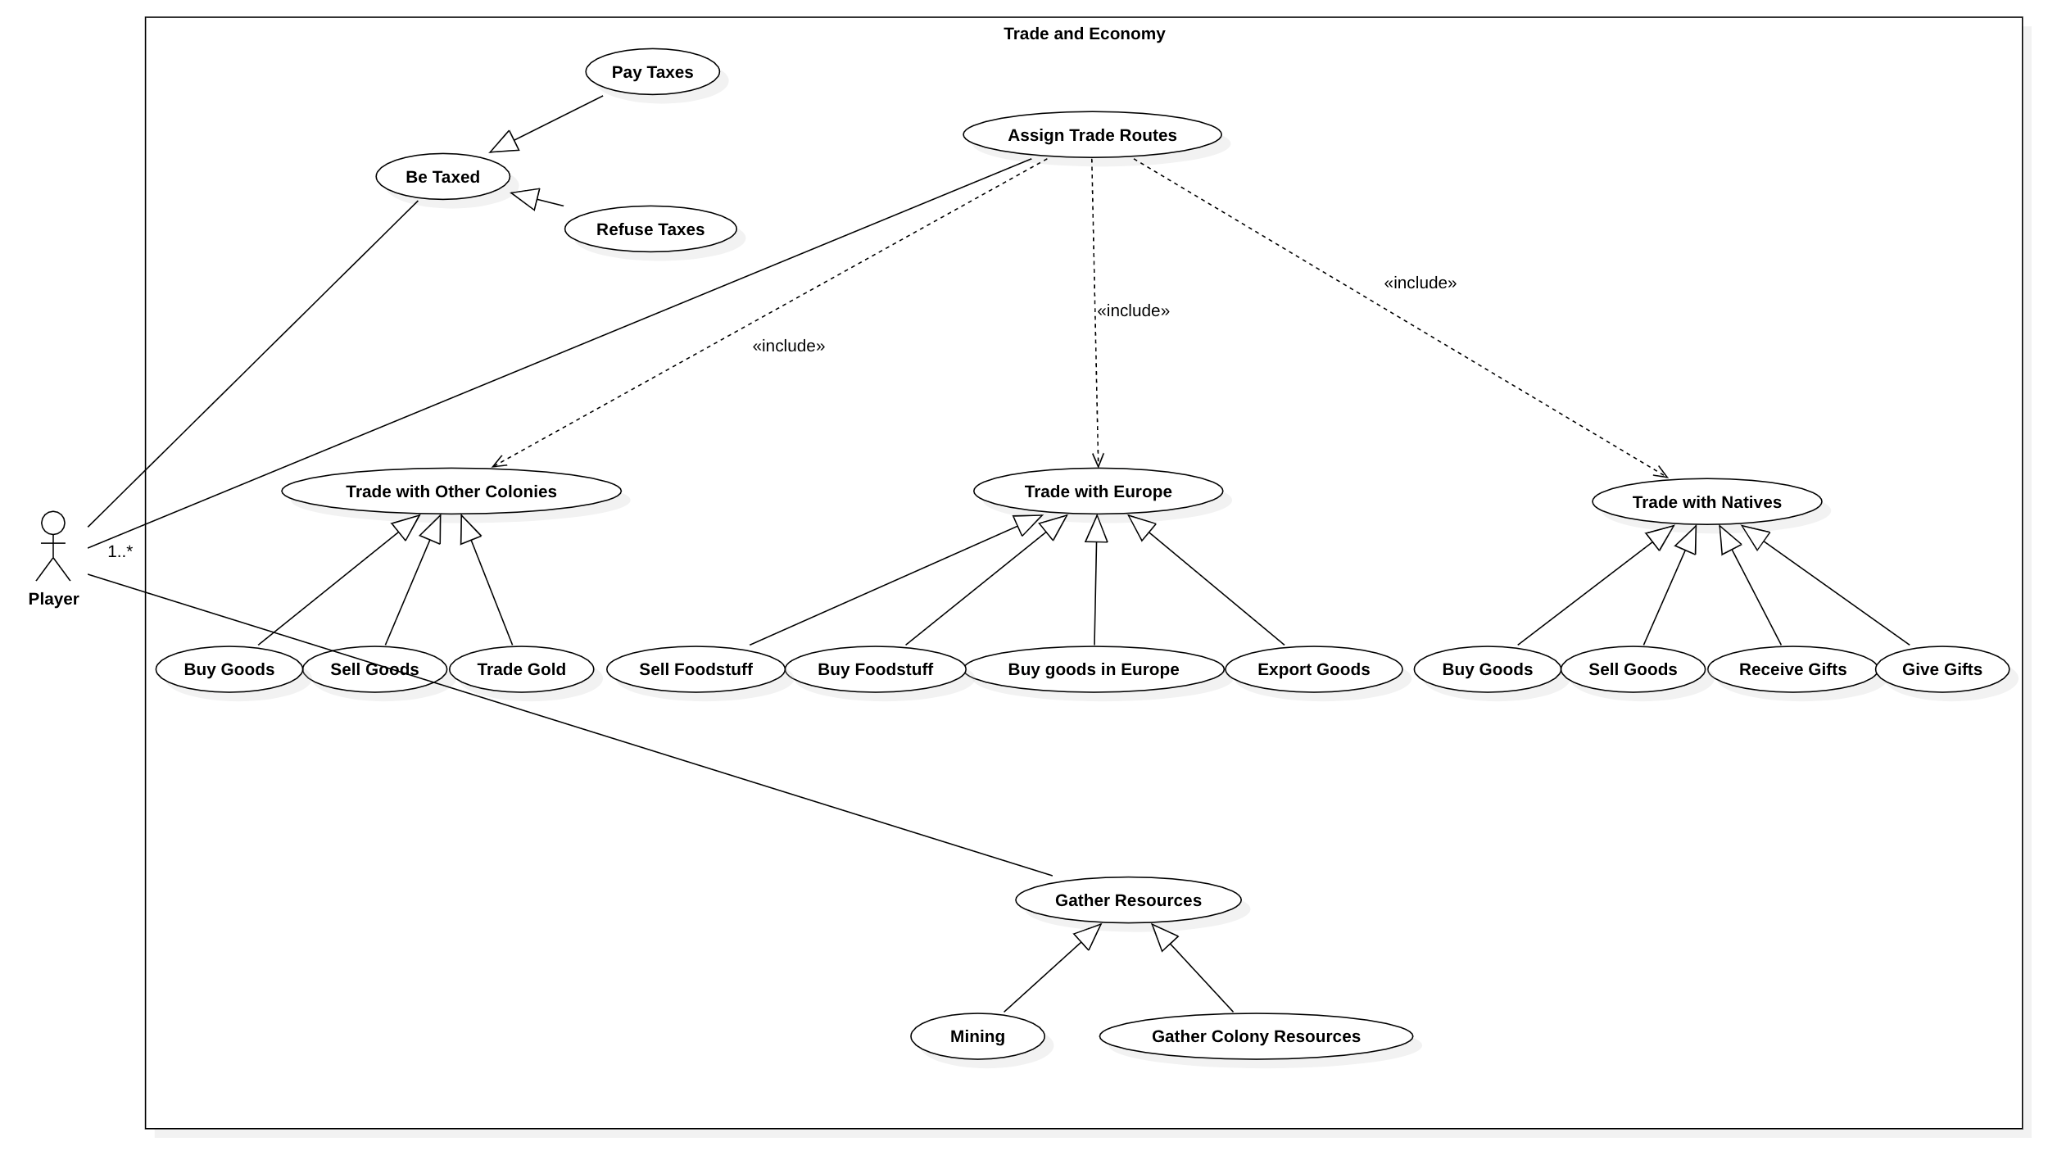 Trade and Economy
Pay Taxes
Assign Trade Routes
Be Taxed
Refuse Taxes
«include»
«include»
«include»
Trade with Other Colonies
Trade with Europe
Trade with Natives
1..*
Player
Buy Goods
Sell Goods
Trade Gold
Sell Foodstuff
Buy Foodstuff
Buy goods in Europe
Export Goods
Buy Goods
Sell Goods
Receive Gifts
Give Gifts
Gather Resources
Mining
Gather Colony Resources